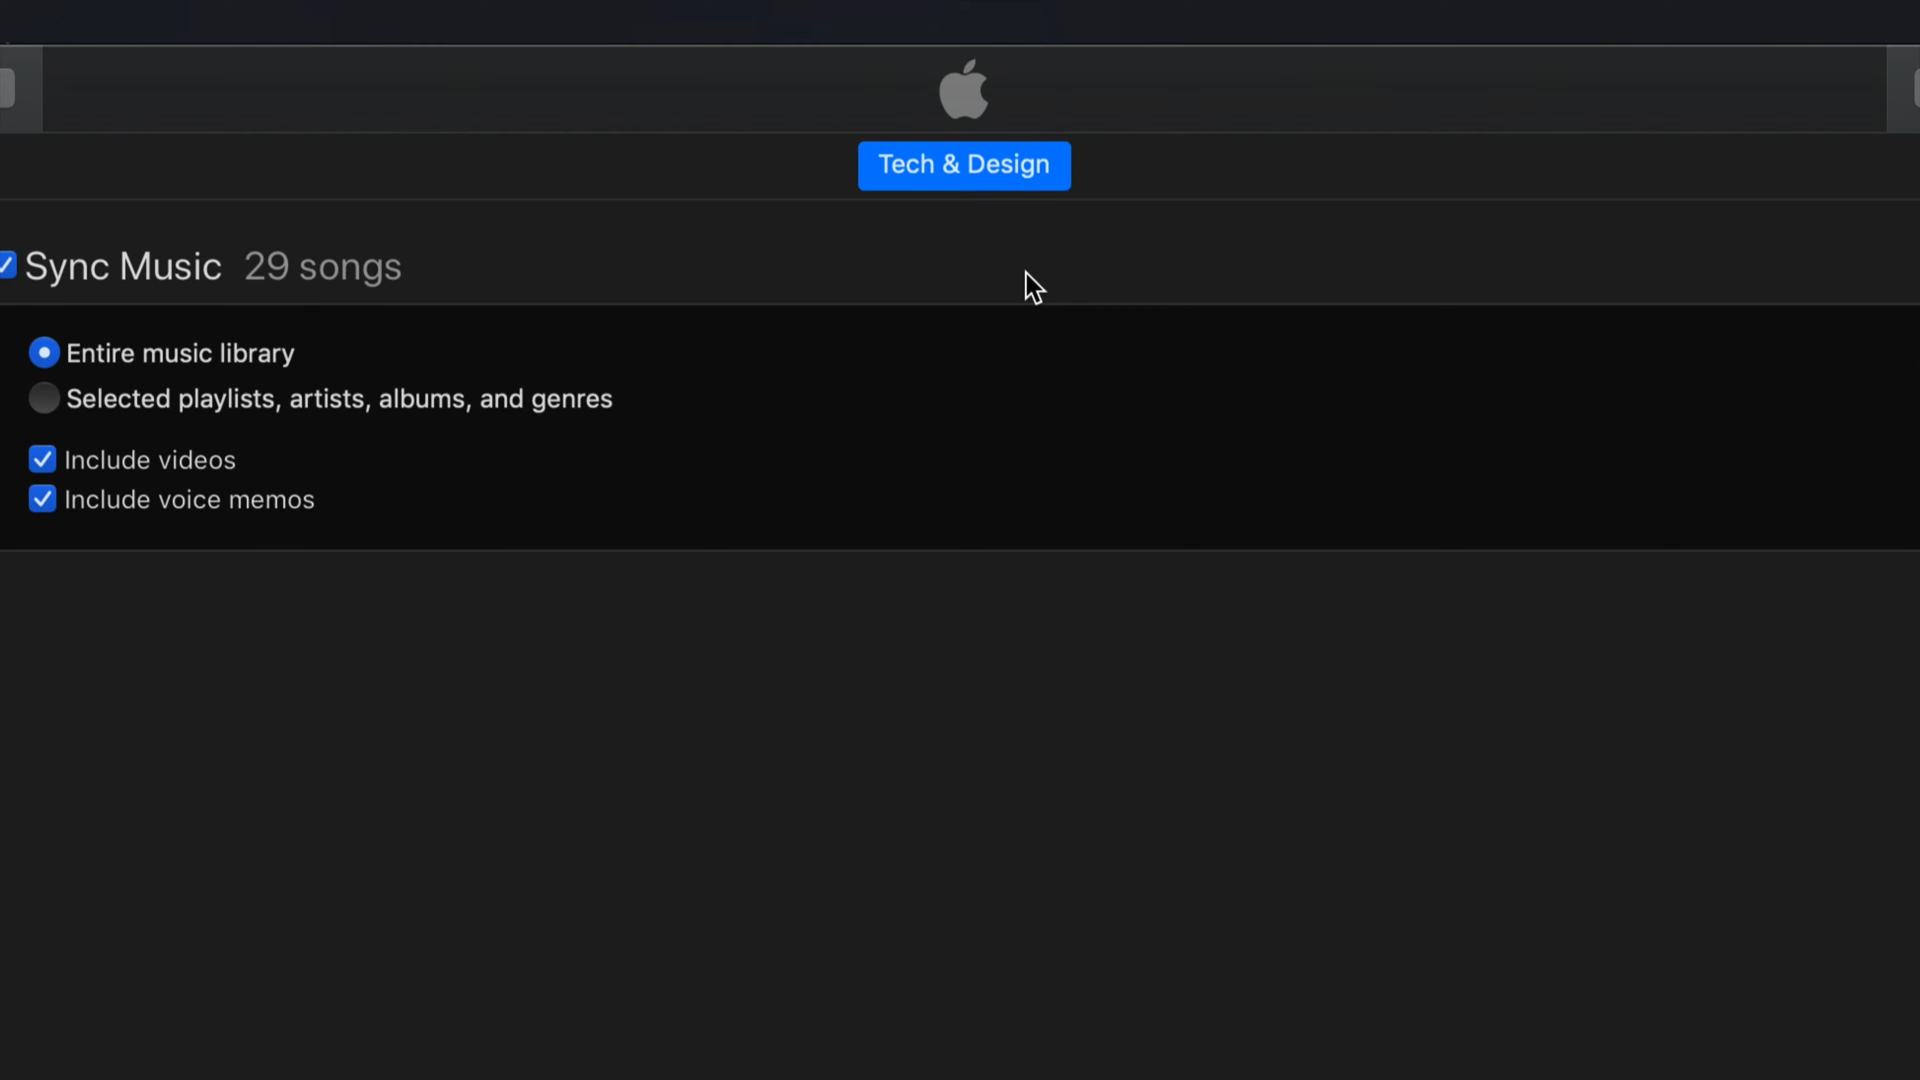 Tech & Design
Sync Music 29 songs
Entire music library
Selected playlists, artists, albums, and genres
Include videos
Include voice memos